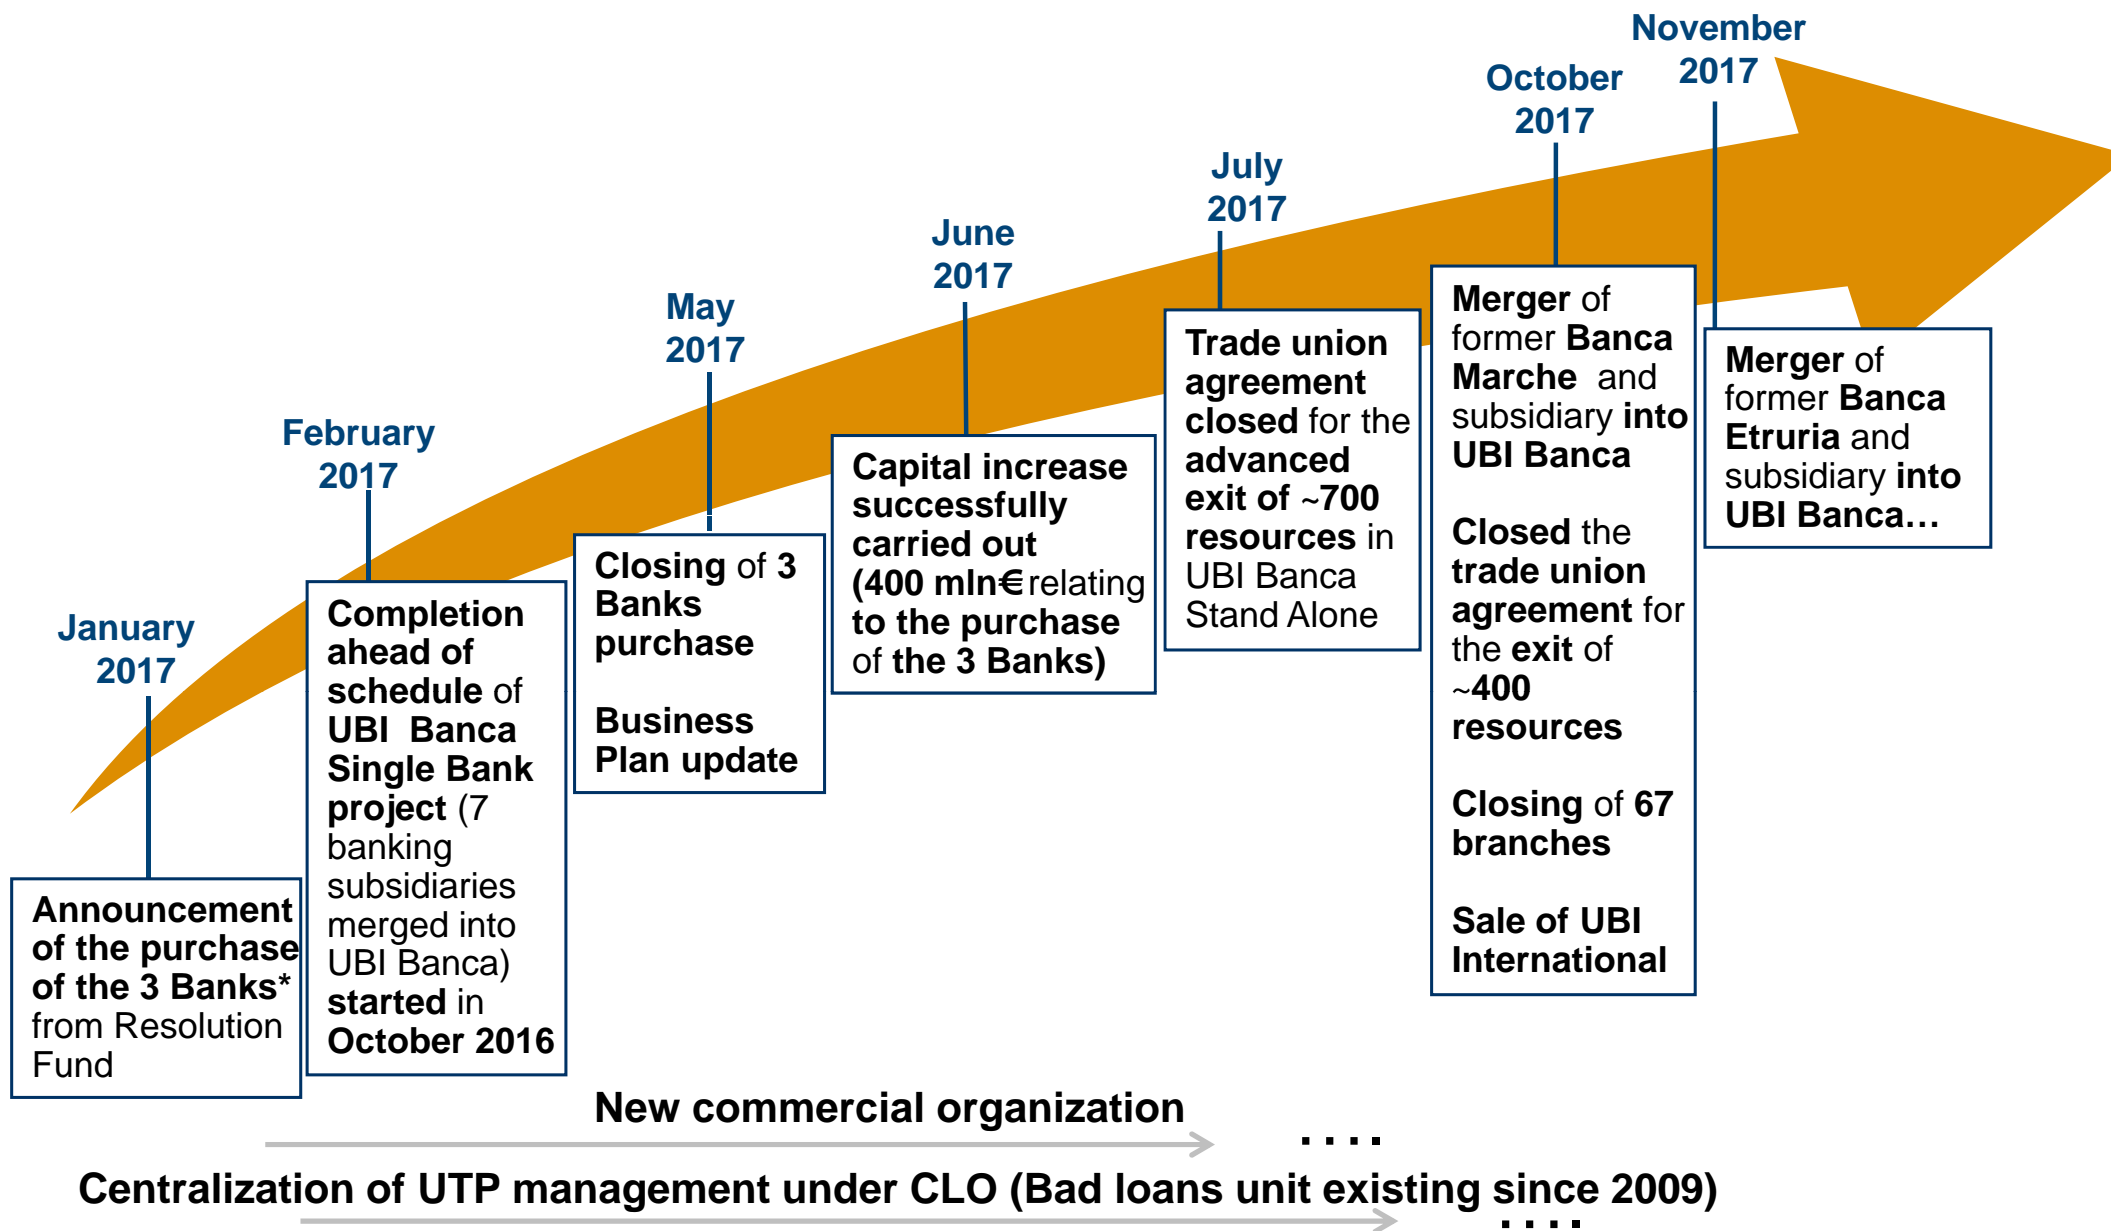 January
2017
Announcement
of the purchase
of the 3 Banks*
from Resolution
Fund
February
2017
Completion
ahead of
schedule of
UBI Banca
Single Bank
project (7
banking
subsidiaries
merged into
UBI Banca)
started in
October 2016
May
2017
Closing of 3
Banks
purchase
Business
Plan update
June
2017
Capital increase
successfully
carried out
(400 mln€ relating
to the purchase
of the 3 Banks)
July
2017
Trade union
agreement
closed for the
advanced
exit of ~700
resources in
UBI Banca
Stand Alone
October
2017
Merger of
former Banca
Marche and
subsidiary into
UBI Banca
Closed the
trade union
agreement for
the exit of
~400
resources
Closing of 67
branches
Sale of UBI
International
November
2017
Merger of
former Banca
Etruria and
subsidiary into
UBI Banca…
New commercial organization
....
Centralization of UTP management under CLO (Bad loans unit existing since 2009)
....